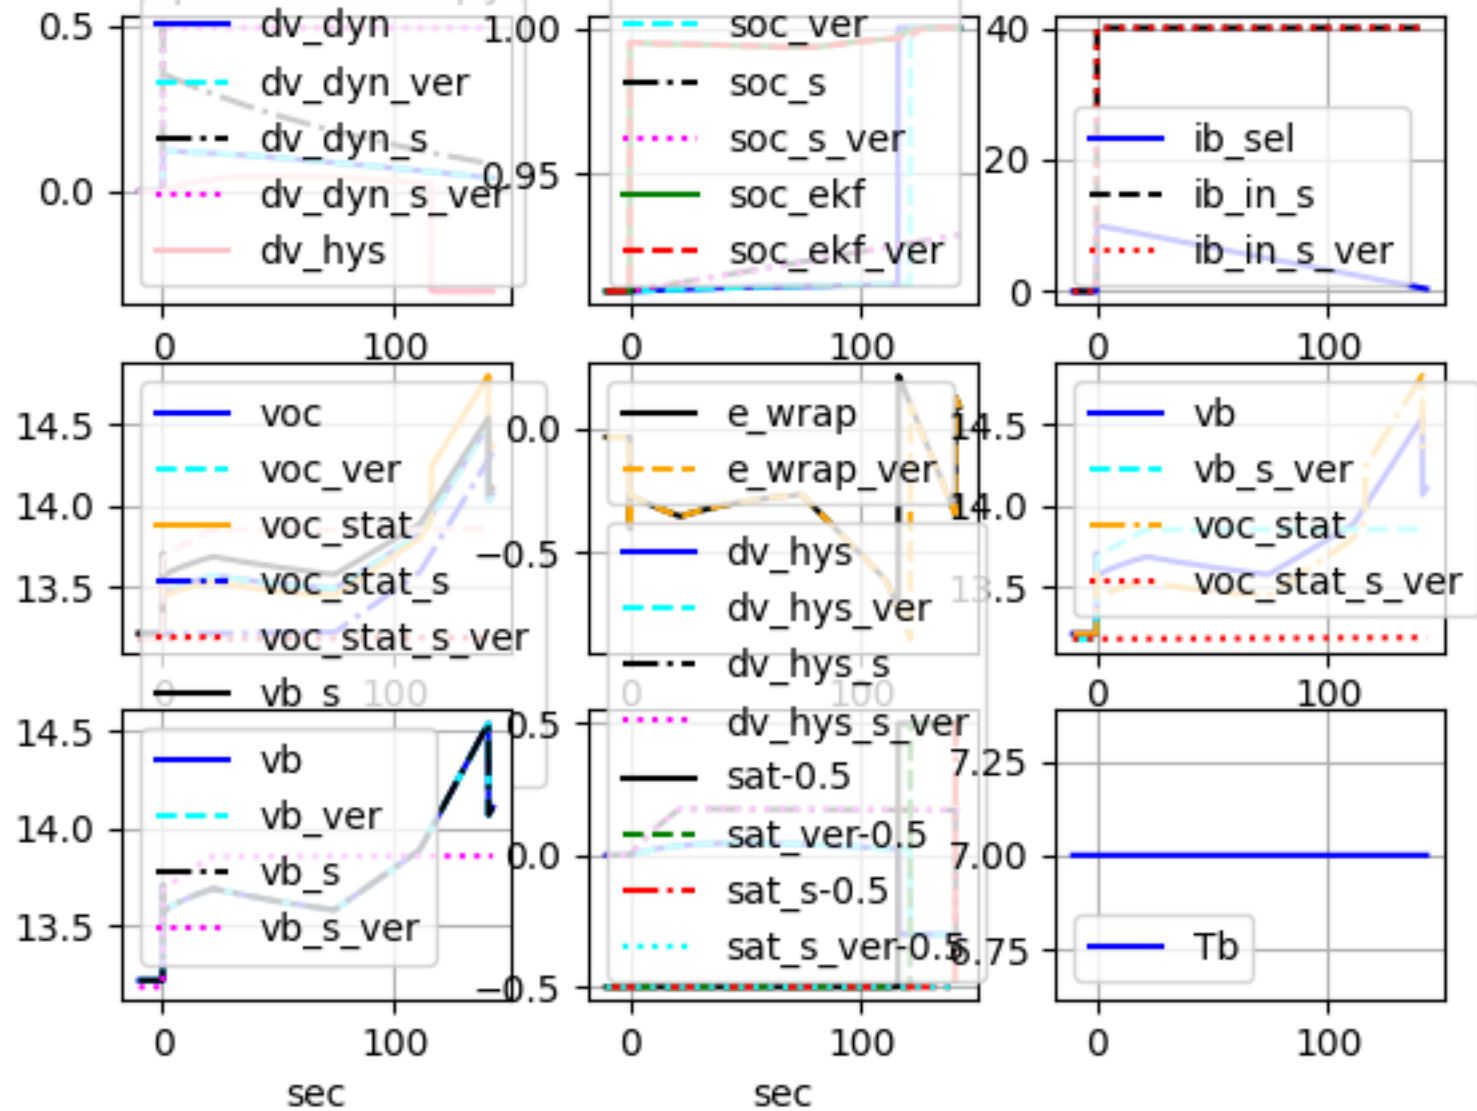 0.5
0.0
dv_dyn
dv_dyn_ver
dv_dyn_s
dv_dyn_s_ver
dv_hys
0 100
1.00
0.95
soc_ver
soc_s
soc_s_ver
soc_ekf
soc_ekf_ver
0 100
40
20
0
ib_sel
ib_in_s
ib_in_s_ver
0 100
14.5
14.0
13.5
voc
voc_ver
voc_stat
voc_stat_s
voc_stat_s_ver
vb_s
0 100
0.0
−0.5
e_wrap
e_wrap_ver
dv_hys
dv_hys_ver
dv_hys_s
dv_hys_s_ver
sat-0.5
sat_ver-0.5
sat_s-0.5
sat_s_ver-0.5
0 100
14.5
14.0
13.5
vb
vb_s_ver
voc_stat
voc_stat_s_ver
0 100
14.5
14.0
13.5
vb
vb_ver
vb_s
vb_s_ver
0 100
sec
0.5
0.0
−0.5
0 100
sec
7.25
7.00
6.75
Tb
0 100